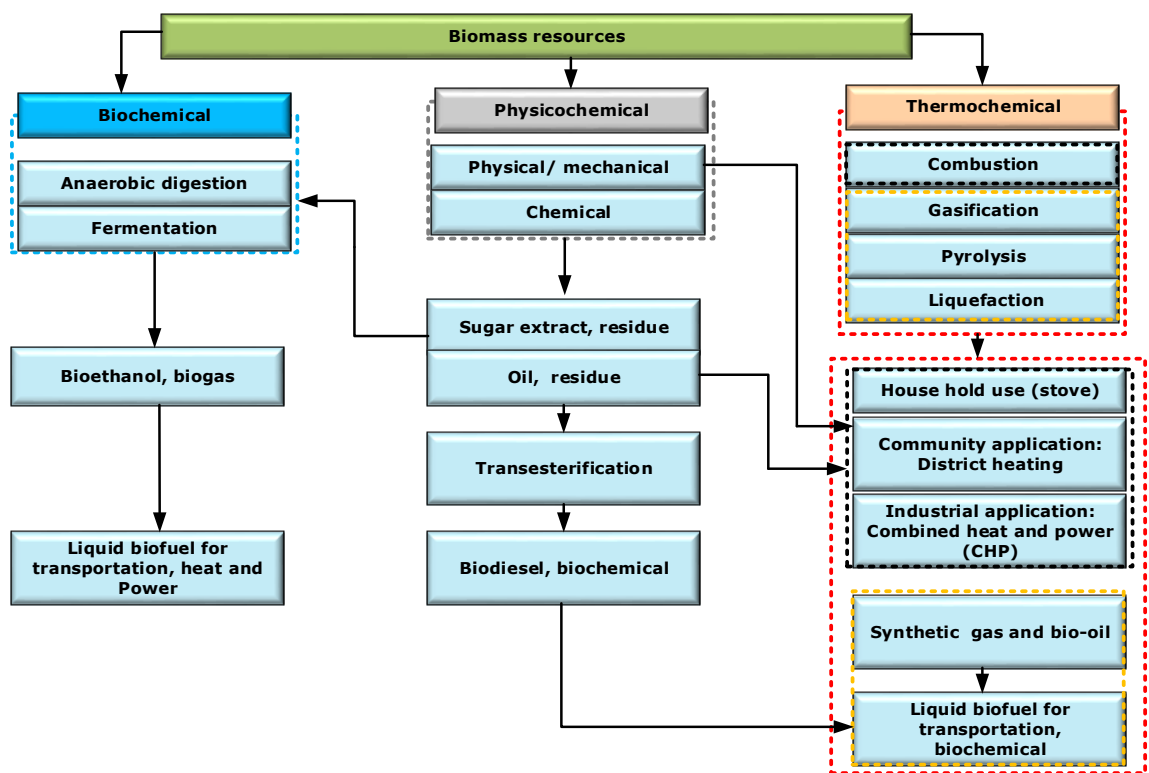 Biomass resources
Biochemical
Anaerobic digestion
Fermentation
Bioethanol, biogas
Liquid biofuel for
transportation, heat and
Power
Physicochemical
Physical/ mechanical
Chemical
Sugar extract, residue
Oil, residue
Transesterification
Biodiesel, biochemical
Thermochemical
Combustion
Gasification
Pyrolysis
Liquefaction
House hold use (stove)
Community application:
District heating
Industrial application:
Combined heat and power
(CHP)
Synthetic gas and bio-oil
Liquid biofuel for
transportation,
biochemical